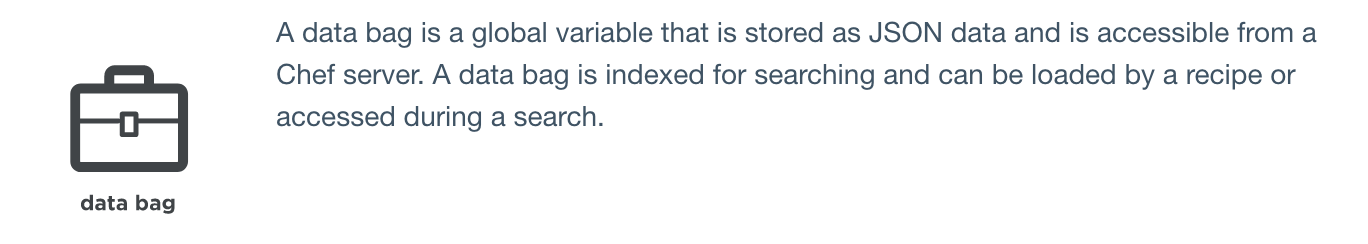 A data bag is a global variable that is stored as JSON data and is accessible from a
Chef server. A data bag is indexed for searching and can be loaded by a recipe or
accessed during a search.
data bag